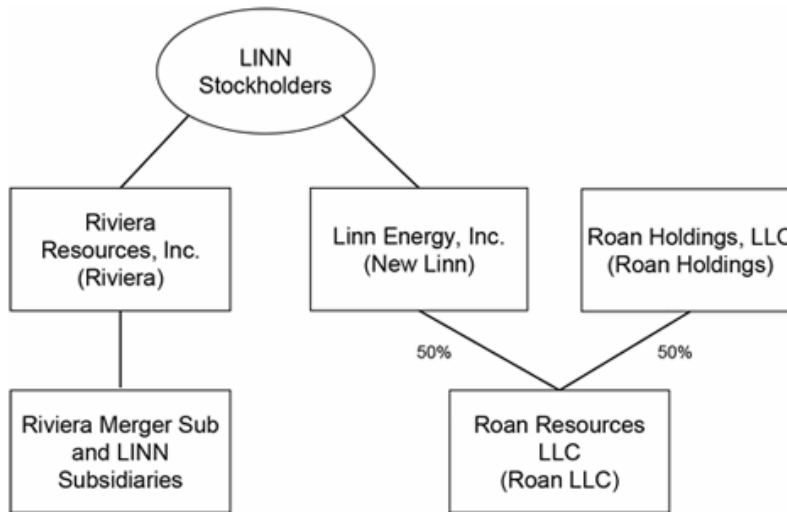 LINN
Stockholders
Riviera
Resources, Inc.
(Riviera)
Linn Energy, Inc.
(New Linn)
Roan Holdings, LLC
(Roan Holdings)
50%
50%
Riviera Merger Sub
and LINN
Subsidiaries
Roan Resources
LLC
(Roan LLC)